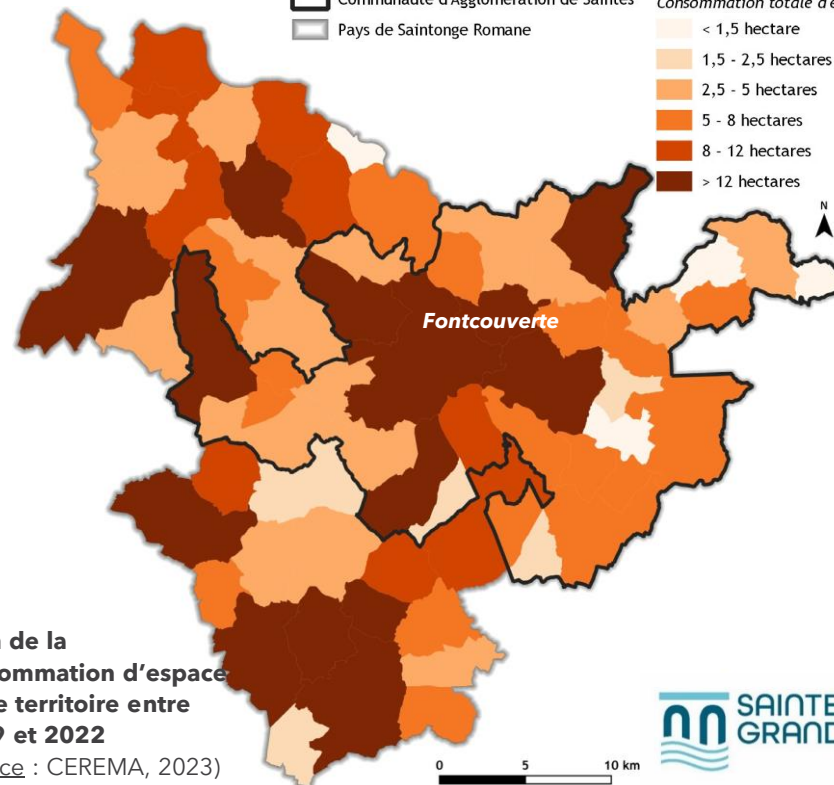 Communauté d'Agglomération de Saintes
Pays de Saintonge Romane
Consommation totale d'e
< 1,5 hectare
1,5 - 2,5 hectares
2,5 - 5 hectares
5 - 8 hectares
8 - 12 hectares
> 12 hectares
N
Fontcouverte
de la
ommation d'espace
e territoire entre
9 et 2022
ce : CEREMA, 2023)
0 5 10 km
SAINTE
GRAND